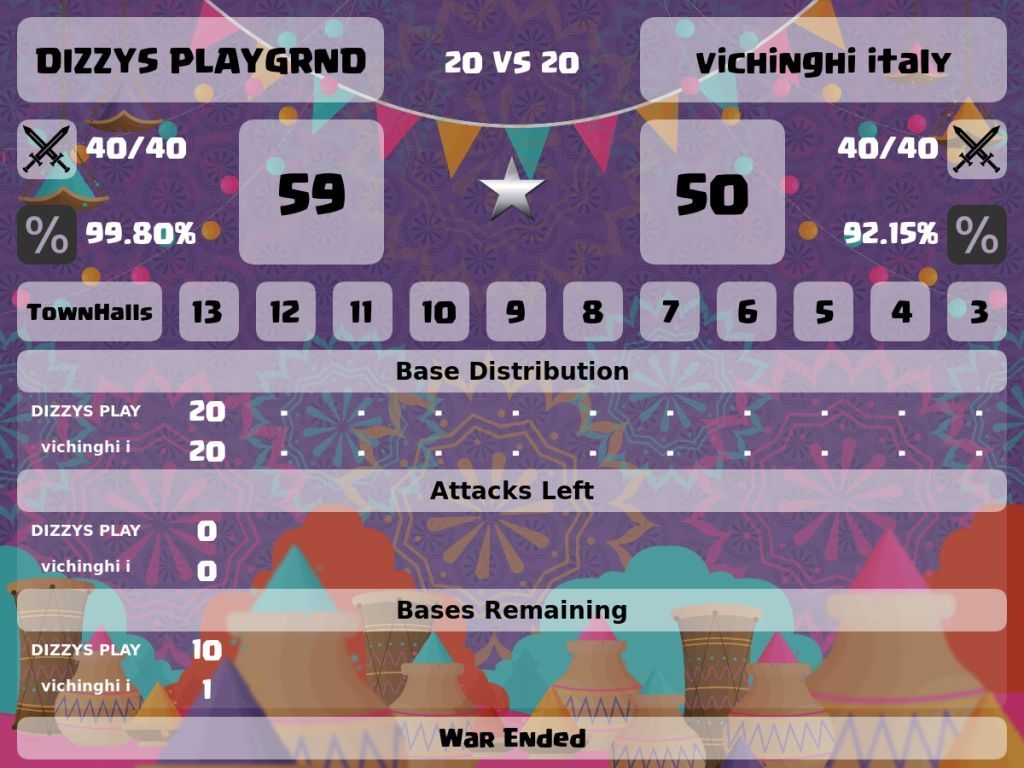 DIZZYS PLAYGRND 20 VS 20 vichinghi italy
40/40 59 50 40/40
% 99.80% 92.15% %
TownHalls 13 12 11 10 9 8 7 6 5 4 3
Base Distribution
DIZZYS PLAY 20 - - - - - - - - - -
vichinghi i 20 - - - - - - - - - -
Attacks Left
DIZZYS PLAY 0
vichinghi i 0
Bases Remaining
DIZZYS PLAY 10
vichinghi i 1
War Ended